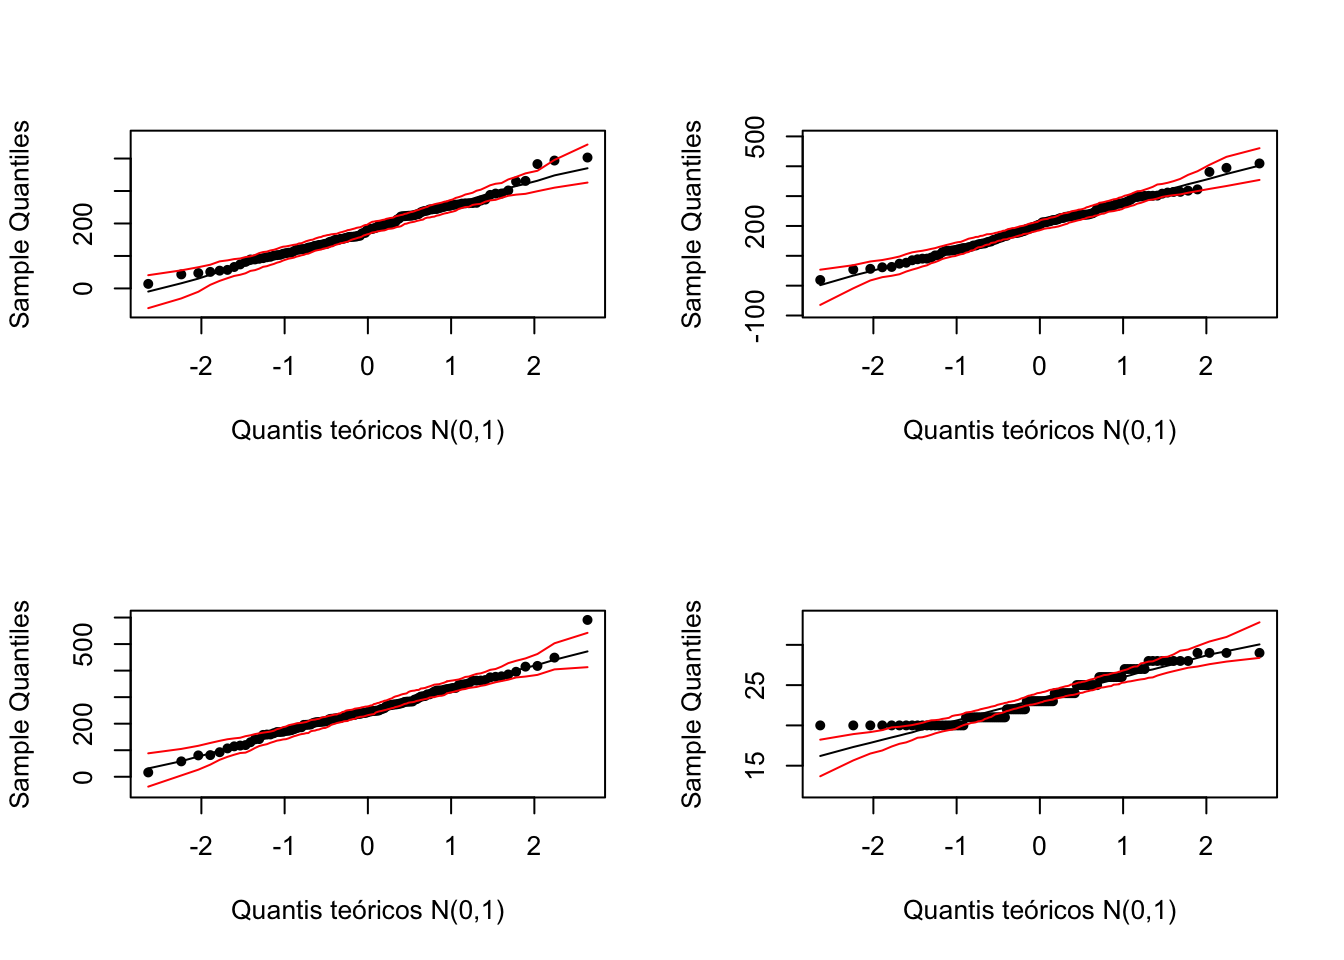 Sample Quantiles
200
0
-2 -1 0 1 2
Quantis teóricos N(0,1)
Sample Quantiles
500
200
-100
-2 -1 0 1 2
Quantis teóricos N(0,1)
Sample Quantiles
500
200
0
-2 -1 0 1 2
Quantis teóricos N(0,1)
Sample Quantiles
25
15
-2 -1 0 1 2
Quantis teóricos N(0,1)